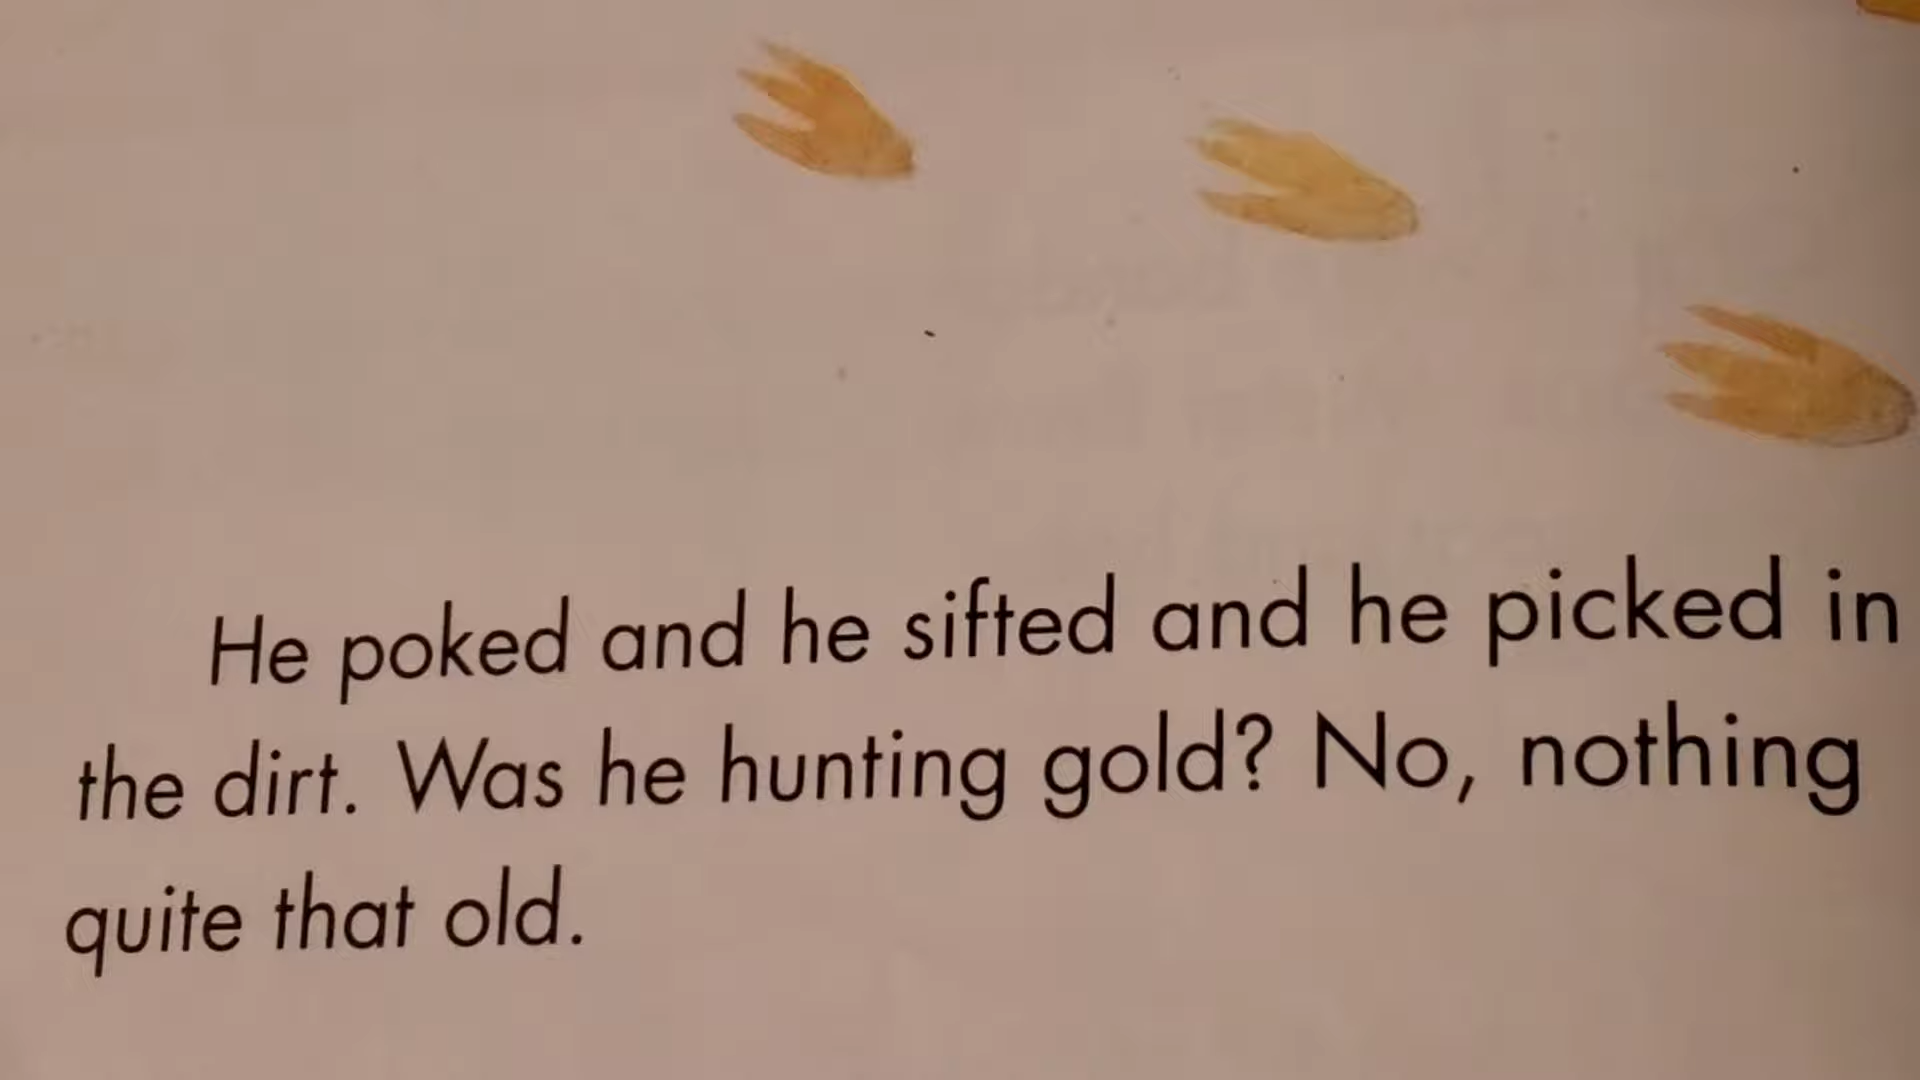 He poked and he sifted and he picked in
the dirt. Was he hunting gold? No, nothing
quite that old.